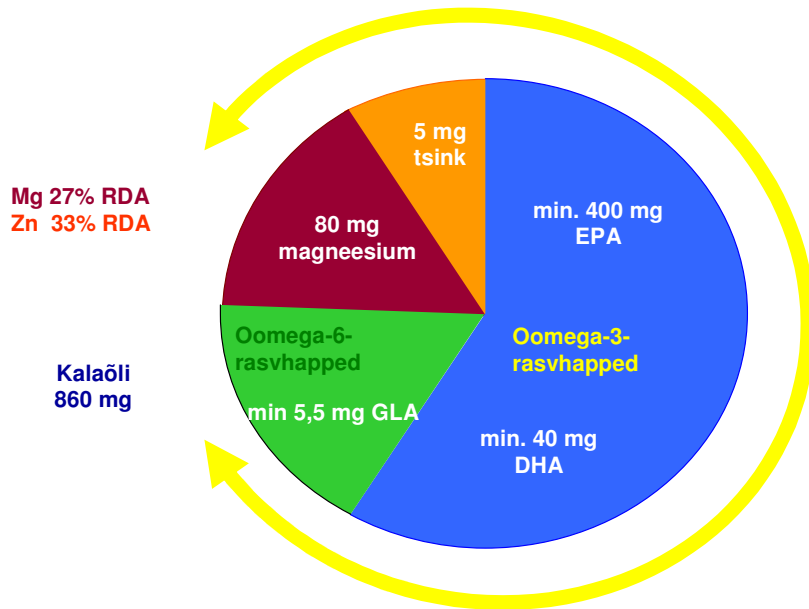 5 mg
tsink
Mg 27% RDA
Zn 33% RDA
min. 400 mg
EPA
80 mg
magneesium
Oomega-6-
rasvhapped
Oomega-3-
rasvhapped
Kalaõli
860 mg
min 5,5 mg GLA
min. 40 mg
DHA